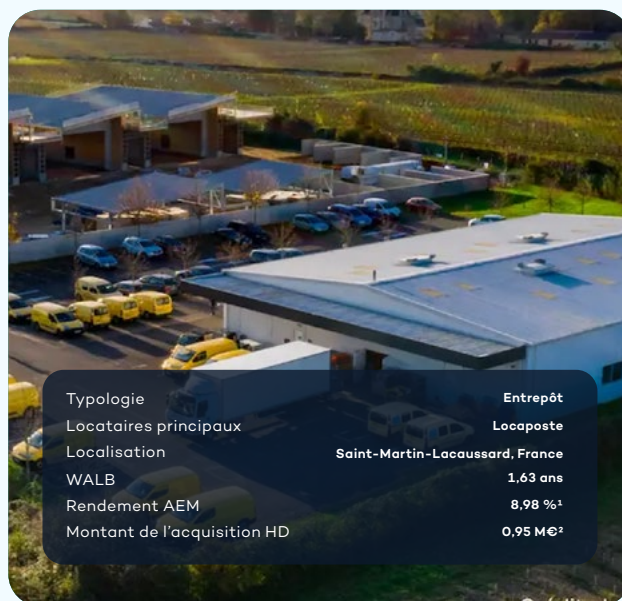 Typologie Entrepôt
Locataires principaux Locaposte
Localisation Saint-Martin-Lacaussard, France
WALB 1,63 ans
Rendement AEM 8,98 %¹
Montant de l'acquisition HD 0,95 M€²